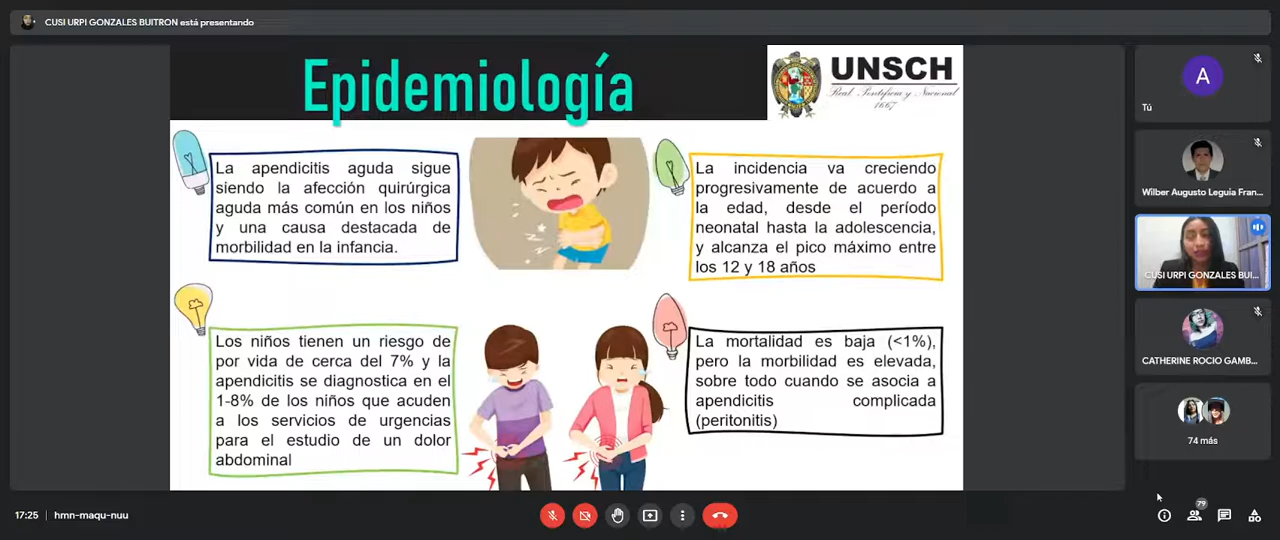 CUSI URPI GONZALES BUITRON está presentando
Epidemiología
UNSCH
Real, Pontificia y Nacional
1667
La apendicitis aguda sigue
siendo la afección quirúrgica
aguda más común en los niños
y una causa destacada de
morbilidad en la infancia.
La incidencia va creciendo
progresivamente de acuerdo a
la edad, desde el período
neonatal hasta la adolescencia,
y alcanza el pico máximo entre
los 12 y 18 años
Los niños tienen un riesgo de
por vida de cerca del 7% y la
apendicitis se diagnostica en el
1-8% de los niños que acuden
a los servicios de urgencias
para el estudio de un dolor
abdominal
La mortalidad es baja (<1%),
pero la morbilidad es elevada,
sobre todo cuando se asocia a
apendicitis complicada
(peritonitis)
A
Tú
Wilber Augusto Leguia Fran...
CUSI URPI GONZALES BUI...
CATHERINE ROCIO GAMB...
74 más
17:25 | hmn-maqu-nuu
79